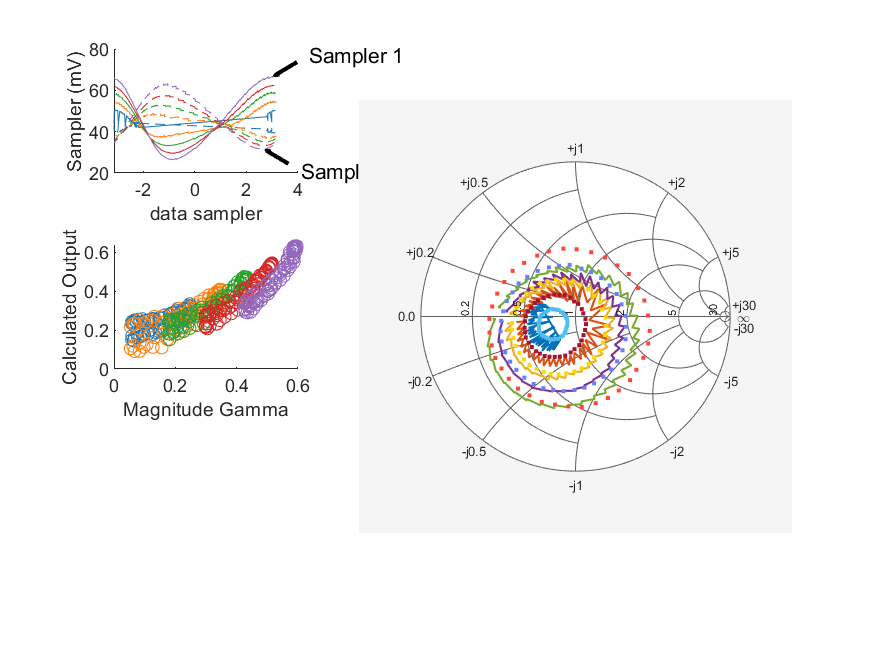 80
60
40
20
Sampler (mV)
Sampler 1
Sampl
-2
0
2
4
data sampler
0.6
0.4
0.2
0
Calculated Output
0
0.2
0.4
0.6
Magnitude Gamma
+j1
+j0.5
+j2
+j0.2
+j5
0.0
0.2
0.5
1
2
5
30
+j30
∞
-j30
-j0.2
-j5
-j0.5
-j2
-j1